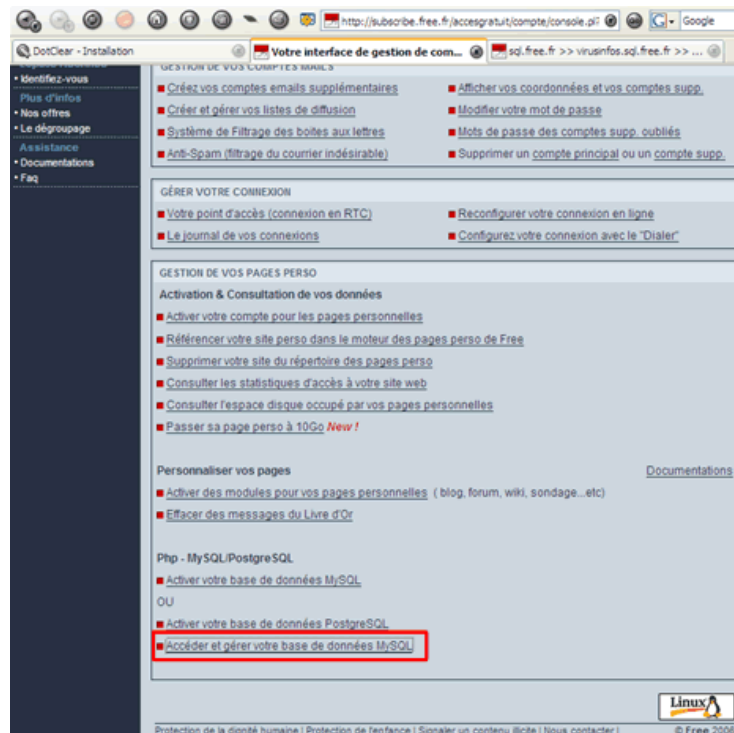 http://subscribe.free.fr/accesgratuit/compte/console.pl?
Google
DotClear - Installation
Votre interface de gestion de com...
sql.free.fr >> virusinfos.sql.free.fr >> ...
Identifiez-vous
Plus d'infos
Nos offres
Le dégroupage
Assistance
Documentations
Faq
GESTION DE VOS COMPTES MAILS
Créez vos comptes emails supplémentaires
Afficher vos coordonnées et vos comptes supp.
Créer et gérer vos listes de diffusion
Modifier votre mot de passe
Système de Filtrage des boites aux lettres
Mots de passe des comptes supp. oubliés
Anti-Spam (filtrage du courrier indésirable)
Supprimer un compte principal ou un compte supp.
GÉRER VOTRE CONNEXION
Votre point d'accès (connexion en RTC)
Reconfigurer votre connexion en ligne
Le journal de vos connexions
Configurez votre connexion avec le "Dialer"
GESTION DE VOS PAGES PERSO
Activation & Consultation de vos données
Activer votre compte pour les pages personnelles
Référencer votre site perso dans le moteur des pages perso de Free
Supprimer votre site du répertoire des pages perso
Consulter les statistiques d'accès à votre site web
Consulter l'espace disque occupé par vos pages personnelles
Passer sa page perso à 10Go New !
Personnaliser vos pages
Documentations
Activer des modules pour vos pages personnelles ( blog, forum, wiki, sondage...etc)
Effacer des messages du Livre d'Or
Php - MySQL/PostgreSQL
Activer votre base de données MySQL
OU
Activer votre base de données PostgreSQL
Accéder et gérer votre base de données MySQL
Linux
Protection de la dignité humaine | Protection de l'enfance | Signaler un contenu illicite | Nous contacter |
© Free 2006